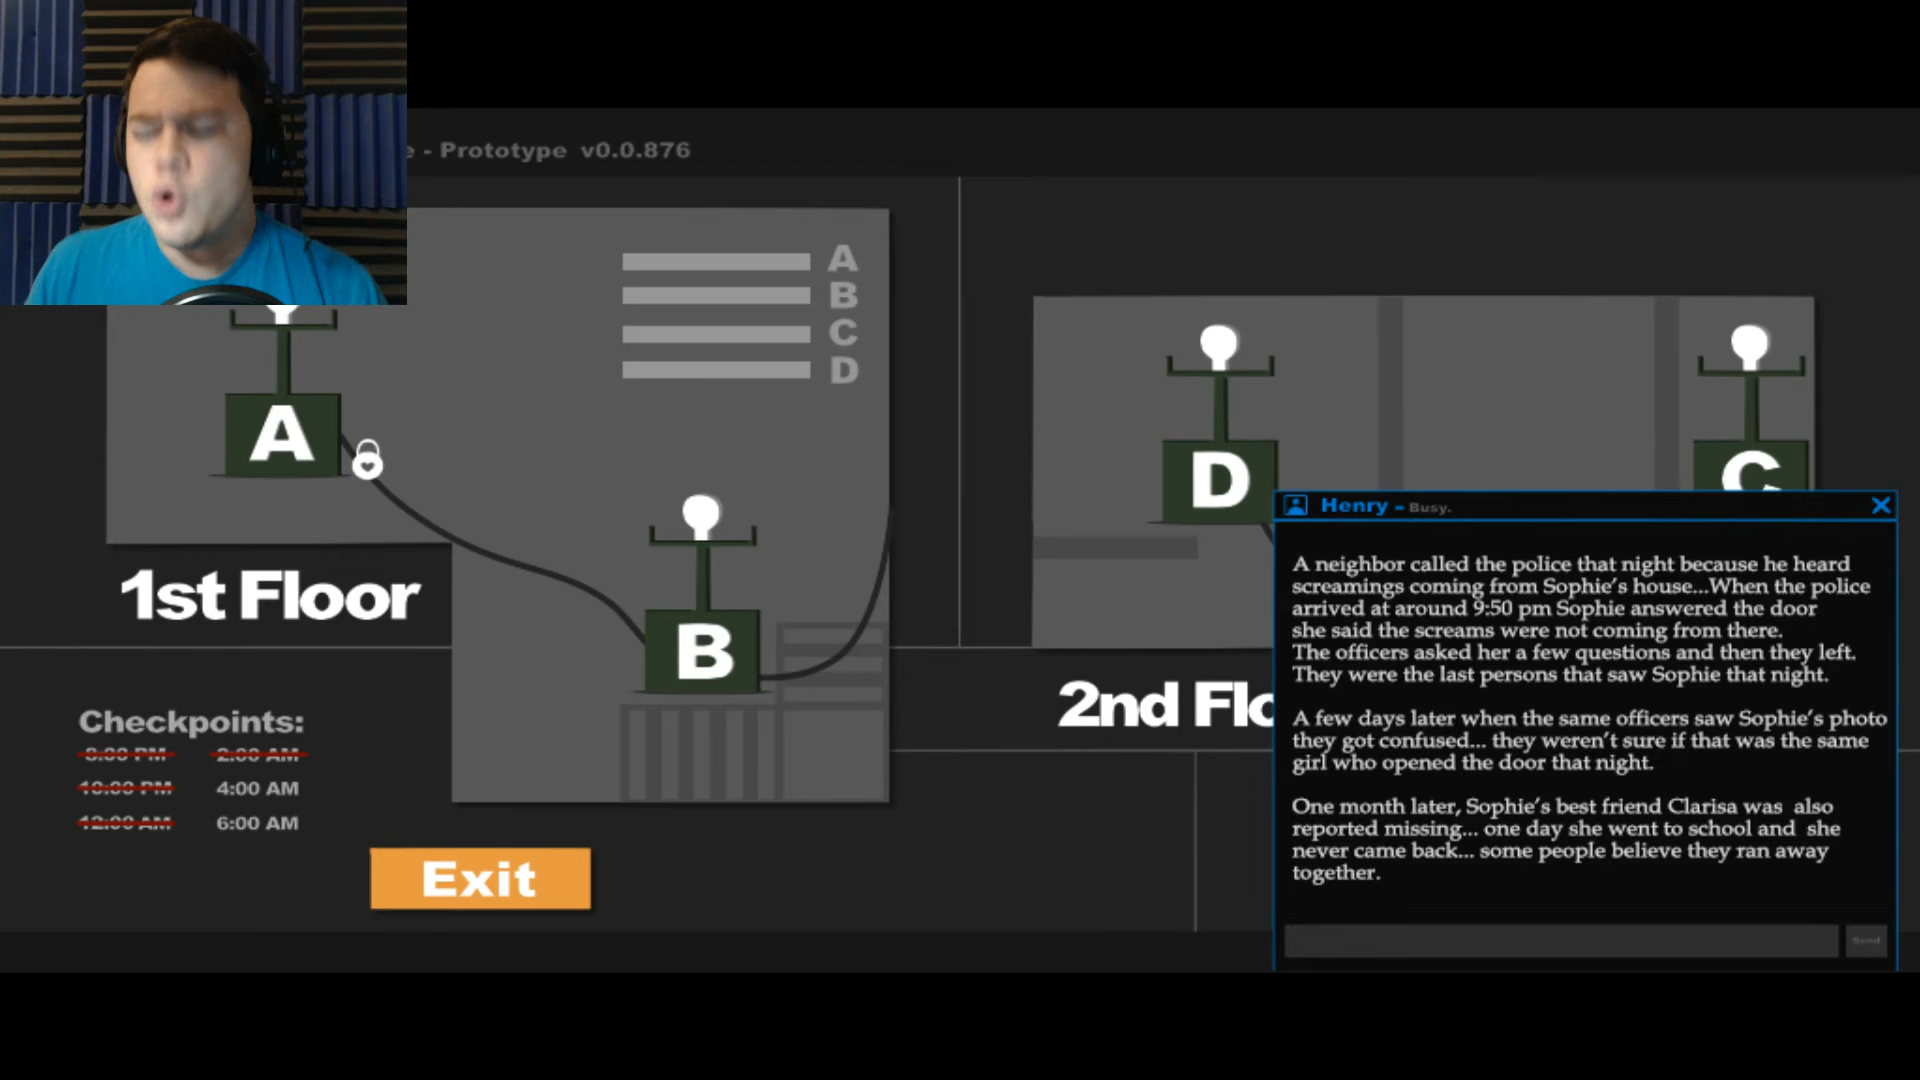 e - Prototype v0.0.876
A
B
C
D
A
B
1st Floor
D
C
2nd Flo
Checkpoints:
8:00 PM 2:00 AM
10:00 PM 4:00 AM
12:00 AM 6:00 AM
Exit
Henry - Busy.
A neighbor called the police that night because he heard
screamings coming from Sophie's house...When the police
arrived at around 9:50 pm Sophie answered the door
she said the screams were not coming from there.
The officers asked her a few questions and then they left.
They were the last persons that saw Sophie that night.
A few days later when the same officers saw Sophie's photo
they got confused... they weren't sure if that was the same
girl who opened the door that night.
One month later, Sophie's best friend Clarisa was also
reported missing... one day she went to school and she
never came back... some people believe they ran away
together.
Send